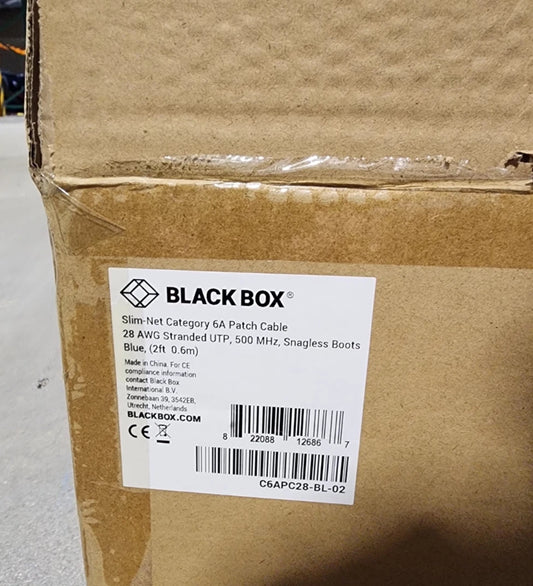 BLACK BOX®
Slim-Net Category 6A Patch Cable
28 AWG Stranded UTP, 500 MHz, Snagless Boots
Blue, (2ft 0.6m)
Made in China. For CE
compliance information
contact Black Box
International B.V.
Zonnebaan 39, 3542EB,
Utrecht, Netherlands
BLACKBOX.COM
CE
8 22088 12686 7
C6APC28-BL-02